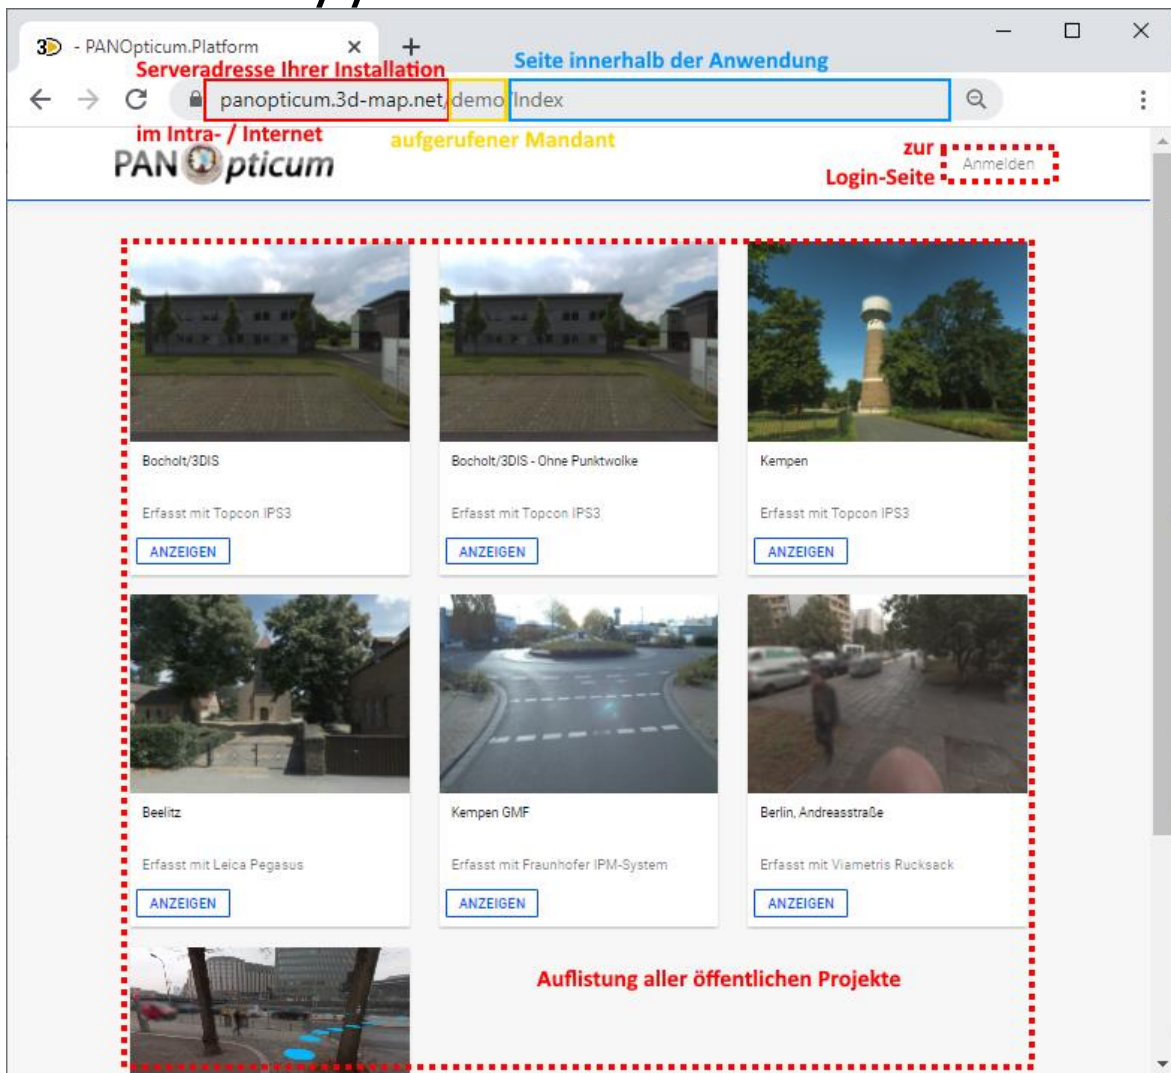 3D - PANOpticum.Platform
Seite innerhalb der Anwendung
Serveradresse Ihrer Installation
panopticum.3d-map.net/demo/Index
im Intra- / Internet
aufgerufener Mandant
PANOpticum
zur
Login-Seite
Anmelden
Bocholt/3DIS
Bocholt/3DIS - Ohne Punktwolke
Kempen
Erfasst mit Topcon IPS3
Erfasst mit Topcon IPS3
Erfasst mit Topcon IPS3
ANZEIGEN
ANZEIGEN
ANZEIGEN
Beelitz
Kempen GMF
Berlin, Andreasstraße
Erfasst mit Leica Pegasus
Erfasst mit Fraunhofer IPM-System
Erfasst mit Viametris Rucksack
ANZEIGEN
ANZEIGEN
ANZEIGEN
Auflistung aller öffentlichen Projekte